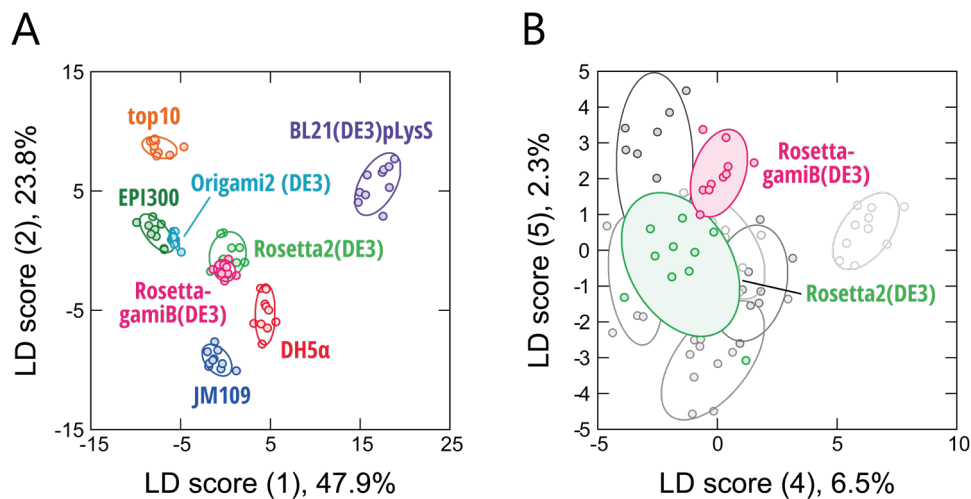 A
15
5
-5
-15
LD score (2), 23.8%
top10
BL21(DE3)pLysS
EPI300
Origami2 (DE3)
Rosetta2(DE3)
Rosetta-
gamiB(DE3)
DH5α
JM109
-15
-5
5
15
25
LD score (1), 47.9%
B
5
4
3
2
1
0
-1
-2
-3
-4
-5
LD score (5), 2.3%
Rosetta-
gamiB(DE3)
Rosetta2(DE3)
-5
0
5
10
LD score (4), 6.5%